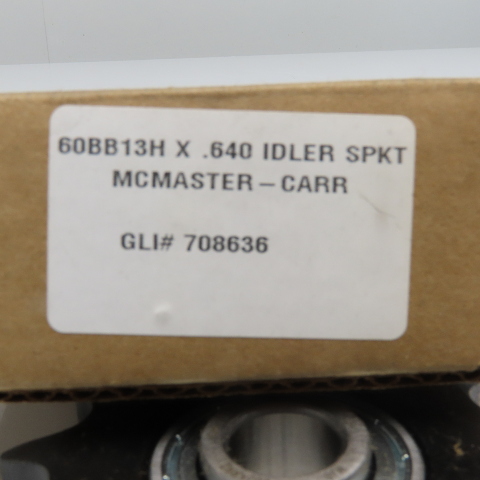 60BB13H X .640 IDLER SPKT
MCMASTER-CARR
GLI# 708636